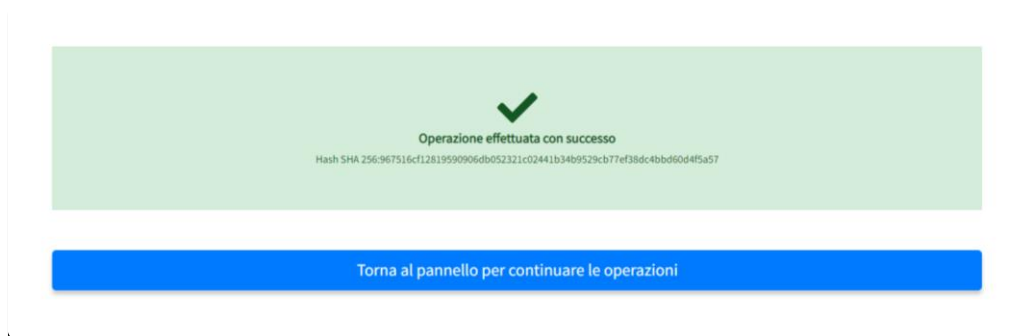 Operazione effettuata con successo
Hash SHA 256:967516cf12819590906db052321c02441b34b9529cb77ef38dc4bbd60d4f5a57
Torna al pannello per continuare le operazioni